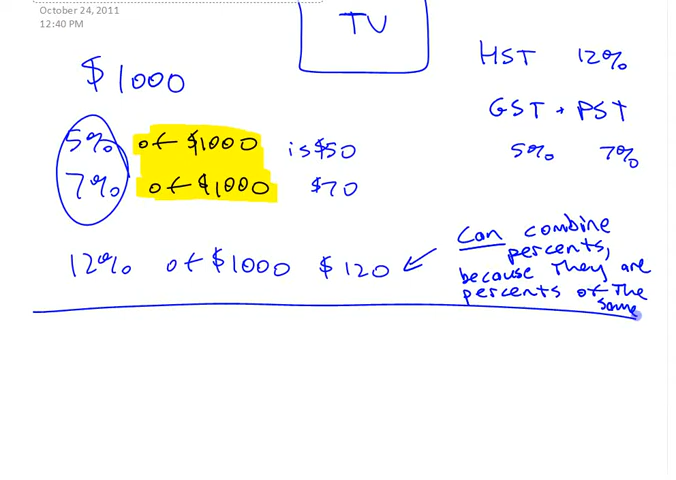 October 24, 2011
12:40 PM
TV
HST 12%
$1000
GST + PST
5% 7%
5% of $1000 is $50
7% of $1000 $70
12% of $1000 $120
Can combine
percents,
because They are
percents of The
same